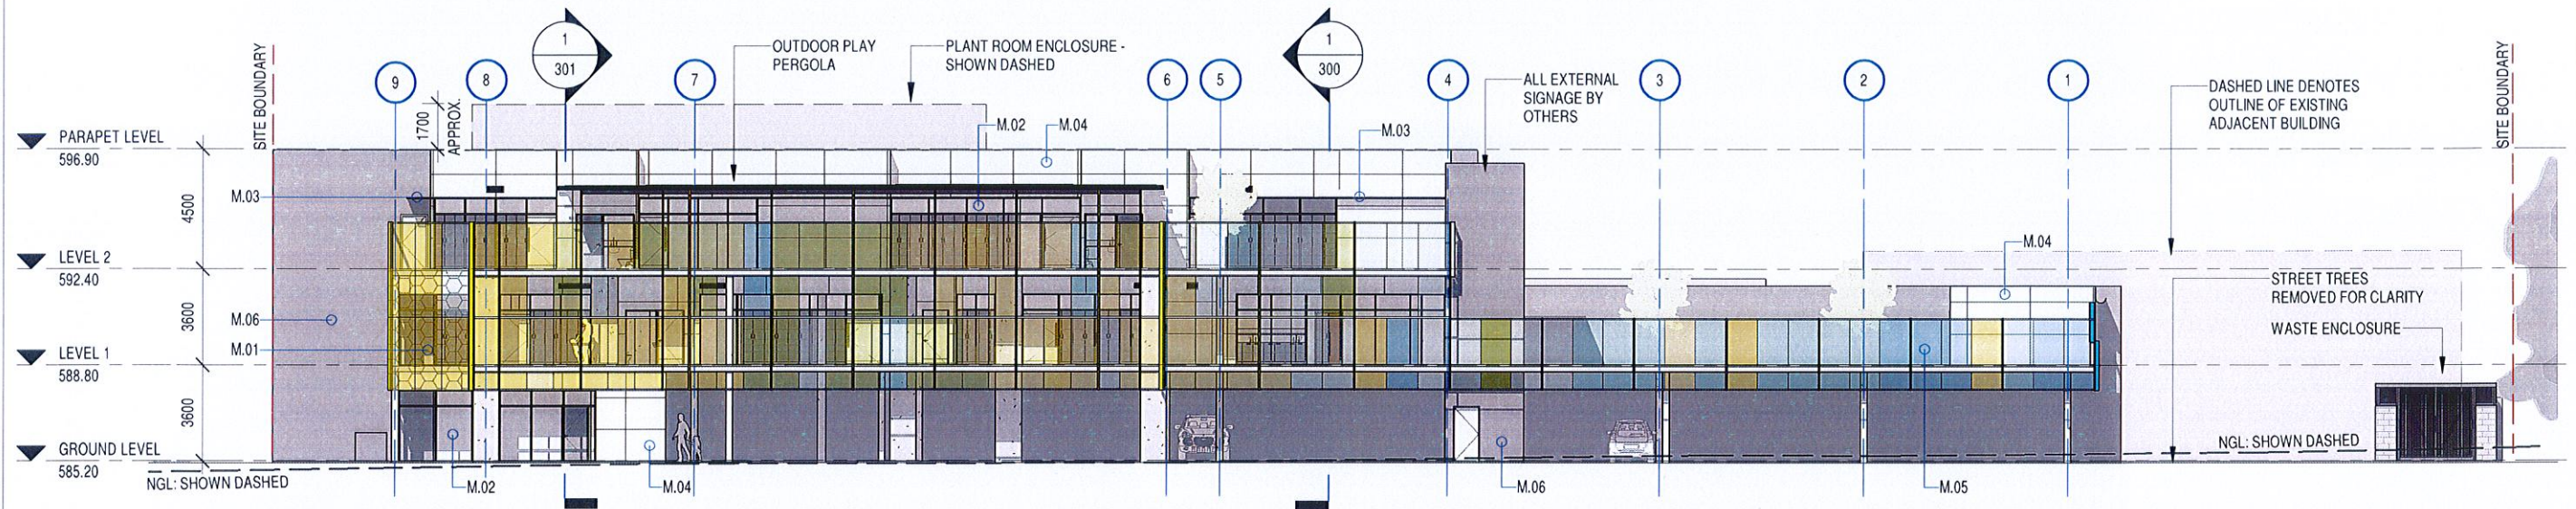 SITE BOUNDARY
9
8
1
301
7
OUTDOOR PLAY
PERGOLA
PLANT ROOM ENCLOSURE -
SHOWN DASHED
6
5
1
300
4
ALL EXTERNAL
SIGNAGE BY
OTHERS
3
2
1
DASHED LINE DENOTES
OUTLINE OF EXISTING
ADJACENT BUILDING
SITE BOUNDARY
1700
APPROX.
PARAPET LEVEL
596.90
M.02
M.04
M.03
4500
M.03
LEVEL 2
592.40
M.04
STREET TREES
REMOVED FOR CLARITY
WASTE ENCLOSURE
3600
M.06
M.01
LEVEL 1
588.80
3600
GROUND LEVEL
585.20
NGL: SHOWN DASHED
NGL: SHOWN DASHED
M.02
M.04
M.06
M.05